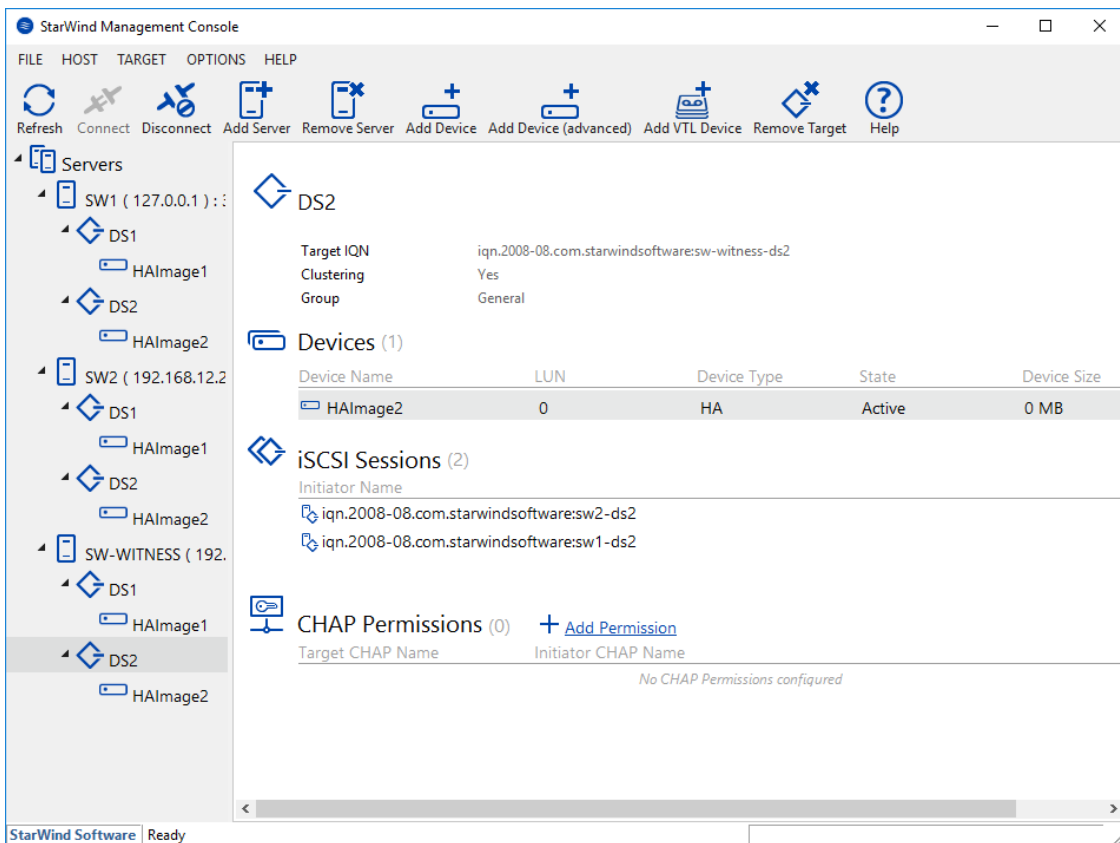 StarWind Management Console
FILE HOST TARGET OPTIONS HELP
Refresh Connect Disconnect Add Server Remove Server Add Device Add Device (advanced) Add VTL Device Remove Target Help
Servers
SW1 ( 127.0.0.1 ) :
DS1
HAImage1
DS2
HAImage2
SW2 ( 192.168.12.2
DS1
HAImage1
DS2
HAImage2
SW-WITNESS ( 192.
DS1
HAImage1
DS2
HAImage2
DS2
Target IQN iqn.2008-08.com.starwindsoftware:sw-witness-ds2
Clustering Yes
Group General
Devices (1)
Device Name LUN Device Type State Device Size
HAImage2 0 HA Active 0 MB
iSCSI Sessions (2)
Initiator Name
iqn.2008-08.com.starwindsoftware:sw2-ds2
iqn.2008-08.com.starwindsoftware:sw1-ds2
CHAP Permissions (0) Add Permission
Target CHAP Name Initiator CHAP Name
No CHAP Permissions configured
StarWind Software Ready